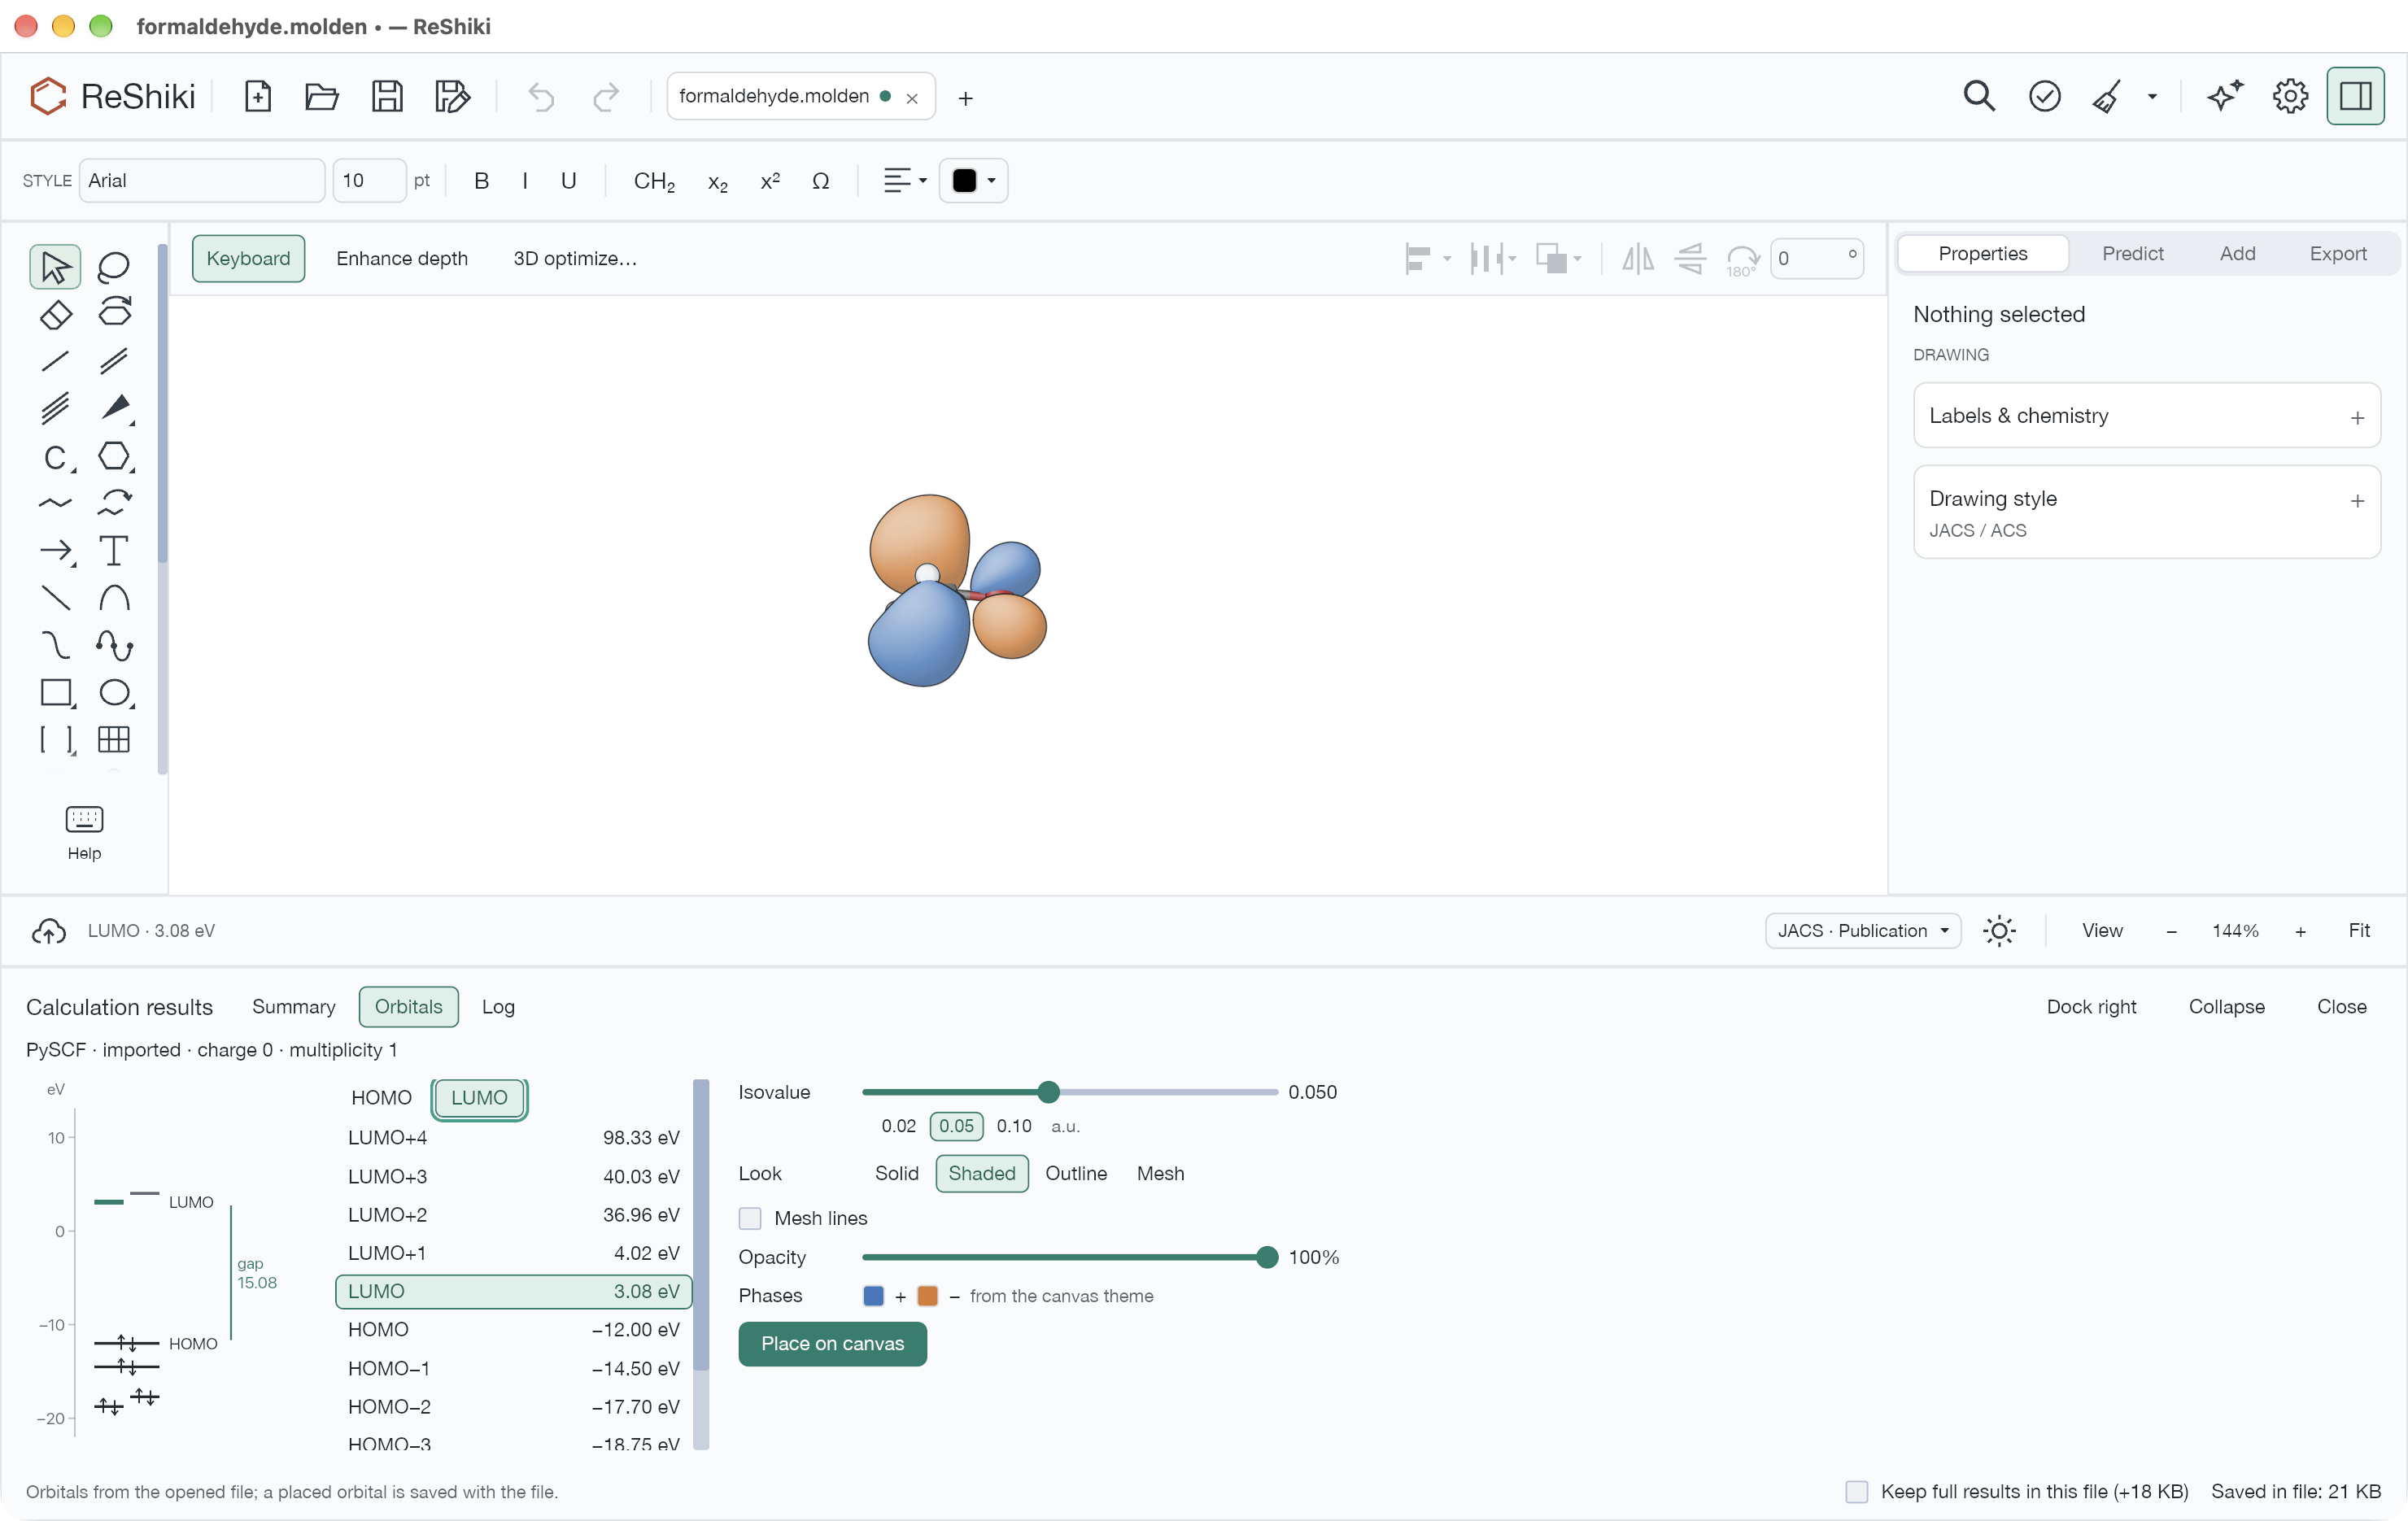 formaldehyde.molden • — ReShiki
ReShiki
formaldehyde.molden
STYLE Arial 10 pt B I U CH₂ x₂ x² Ω
Keyboard Enhance depth 3D optimize... 180° 0 °
Properties Predict Add Export
Nothing selected
DRAWING
Labels & chemistry +
Drawing style +
JACS / ACS
C
T
[ ]
Help
LUMO · 3.08 eV JACS · Publication View − 144% + Fit
Calculation results Summary Orbitals Log Dock right Collapse Close
PySCF · imported · charge 0 · multiplicity 1
eV
10
0
−10
−20
LUMO
gap
15.08
HOMO
HOMO LUMO
LUMO+4 98.33 eV
LUMO+3 40.03 eV
LUMO+2 36.96 eV
LUMO+1 4.02 eV
LUMO 3.08 eV
HOMO −12.00 eV
HOMO−1 −14.50 eV
HOMO−2 −17.70 eV
HOMO−3 −18.75 eV
Isovalue 0.050
0.02 0.05 0.10 a.u.
Look Solid Shaded Outline Mesh
Mesh lines
Opacity 100%
Phases + − from the canvas theme
Place on canvas
Orbitals from the opened file; a placed orbital is saved with the file.
Keep full results in this file (+18 KB) Saved in file: 21 KB